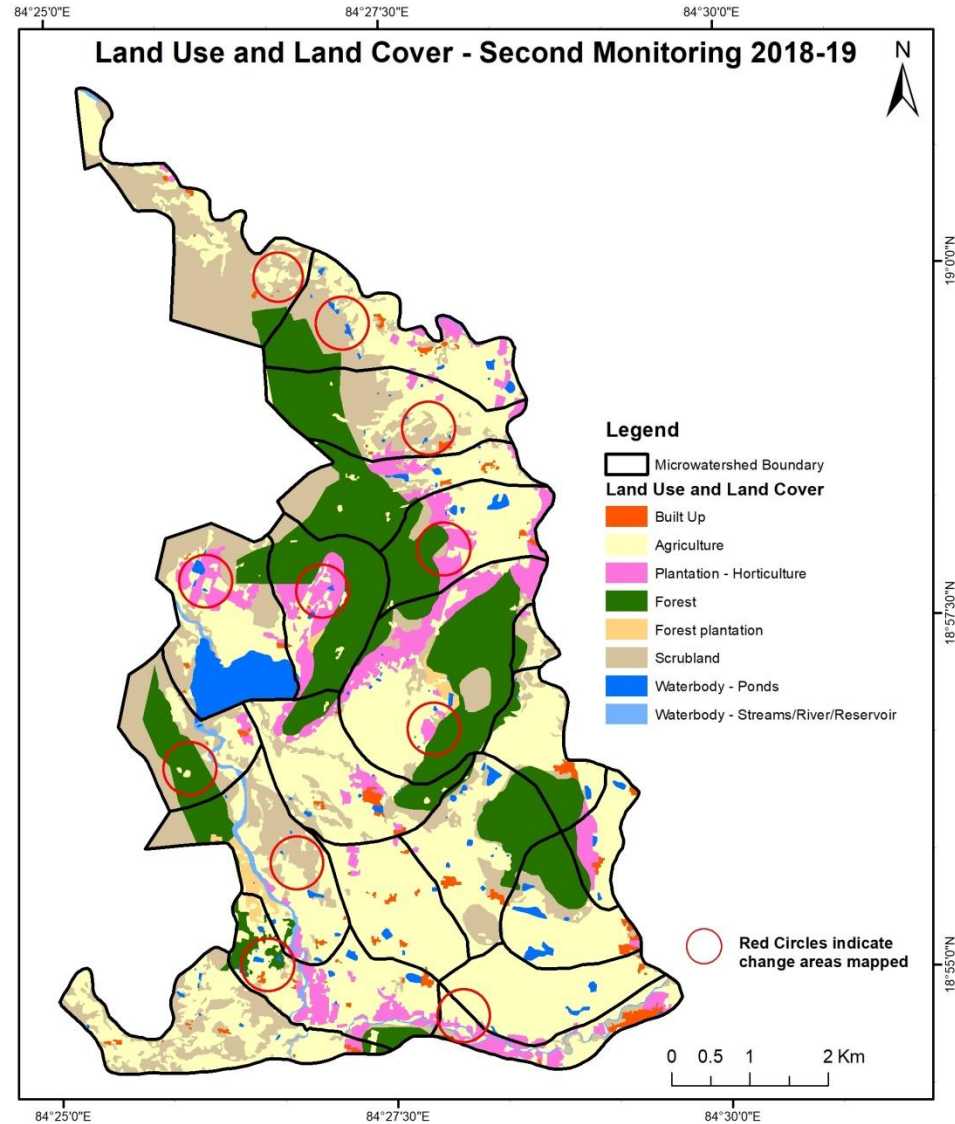 84°25'0"E
84°27'30"E
84°30'0"E
Land Use and Land Cover - Second Monitoring 2018-19
N
19°0'0"N
Legend
Microwatershed Boundary
Land Use and Land Cover
Built Up
Agriculture
Plantation - Horticulture
Forest
Forest plantation
Scrubland
Waterbody - Ponds
Waterbody - Streams/River/Reservoir
18°57'30"N
Red Circles indicate
change areas mapped
18°55'0"N
0 0.5 1 2 Km
84°25'0"E
84°27'30"E
84°30'0"E